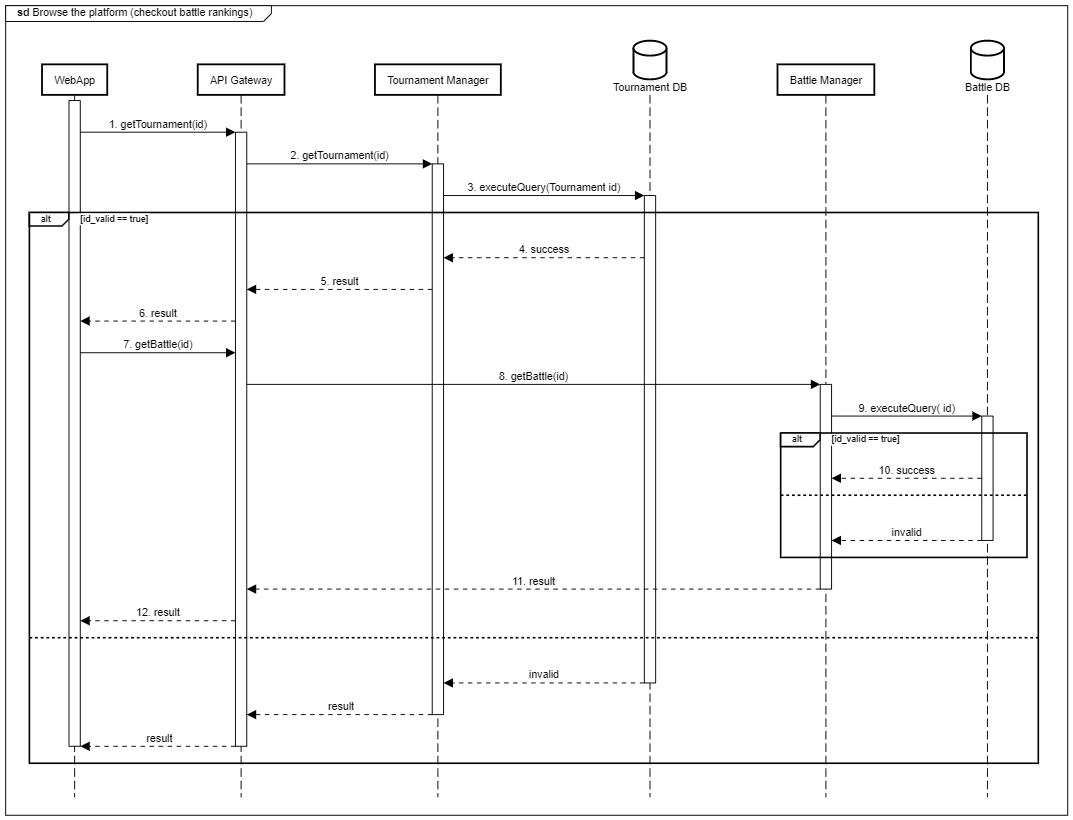 sd Browse the platform (checkout battle rankings)
WebApp
API Gateway
Tournament Manager
Tournament DB
Battle Manager
Battle DB
1. getTournament(id)
2. getTournament(id)
3. executeQuery(Tournament id)
alt
[id_valid == true]
4. success
5. result
6. result
7. getBattle(id)
8. getBattle(id)
9. executeQuery( id)
alt
[id_valid == true]
10. success
invalid
11. result
12. result
invalid
result
result